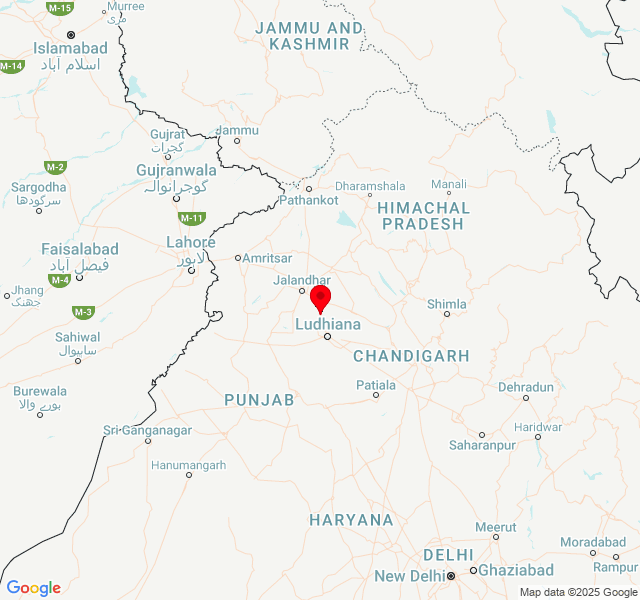 M-15
Murree
مری
Islamabad
اسلام آباد
M-14
JAMMU AND
KASHMIR
Gujrat
گجرات
Jammu
M-2
Gujranwala
گوجرانوالہ
Sargodha
سرگودھا
Pathankot
Dharamshala
Manali
HIMACHAL
PRADESH
M-11
Lahore
لاہور
Faisalabad
فیصل آباد
Amritsar
M-4
Jalandhar
Jhang
جھنگ
M-3
Shimla
Ludhiana
Sahiwal
ساہیوال
CHANDIGARH
Burewala
بورے والا
PUNJAB
Patiala
Dehradun
Sri Ganganagar
Haridwar
Saharanpur
Hanumangarh
HARYANA
Meerut
DELHI
Moradabad
New Delhi
Ghaziabad
Rampur
Google
Map data ©2025 Google